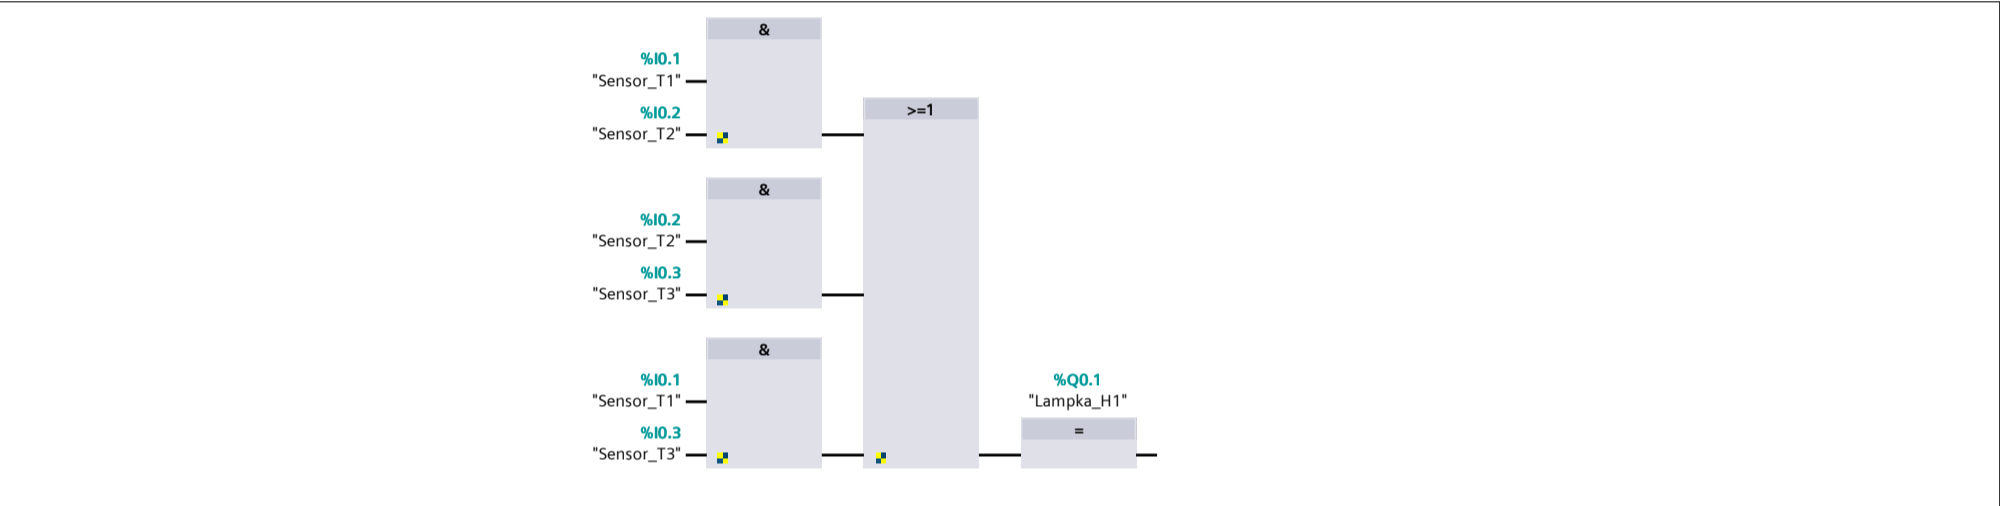 &
%I0.1
"Sensor_T1"
%I0.2
"Sensor_T2"
>=1
&
%I0.2
"Sensor_T2"
%I0.3
"Sensor_T3"
&
%I0.1
"Sensor_T1"
%I0.3
"Sensor_T3"
%Q0.1
"Lampka_H1"
=